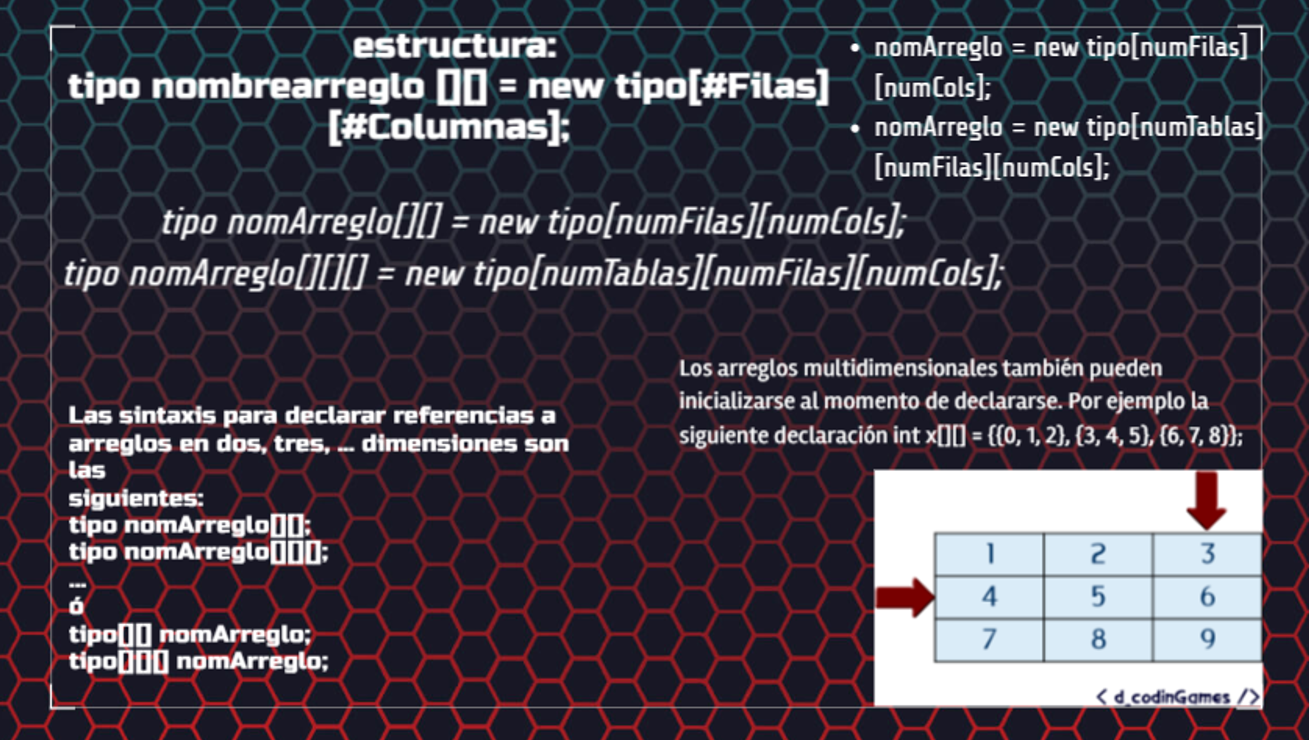 estructura:
tipo nombrearreglo [][] = new tipo[#Filas]
[#Columnas];
• nomArreglo = new tipo[numFilas]
[numCols];
• nomArreglo = new tipo[numTablas]
[numFilas][numCols];
tipo nomArreglo[][] = new tipo[numFilas][numCols];
tipo nomArreglo[][][] = new tipo[numTablas][numFilas][numCols];
Las sintaxis para declarar referencias a
arreglos en dos, tres, ... dimensiones son
las
siguientes:
tipo nomArreglo[][];
tipo nomArreglo[][][];
...
ó
tipo[][] nomArreglo;
tipo[][][] nomArreglo;
Los arreglos multidimensionales también pueden
inicializarse al momento de declararse. Por ejemplo la
siguiente declaración int x[][] = {{0, 1, 2}, {3, 4, 5}, {6, 7, 8}};
1 2 3
4 5 6
7 8 9
< d_codinGames />